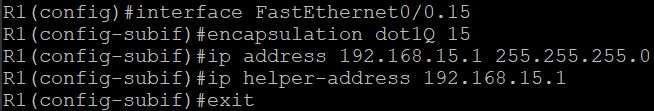 R1(config)#interface FastEthernet0/0.15
R1(config-subif)#encapsulation dot1Q 15
R1(config-subif)#ip address 192.168.15.1 255.255.255.0
R1(config-subif)#ip helper-address 192.168.15.1
R1(config-subif)#exit